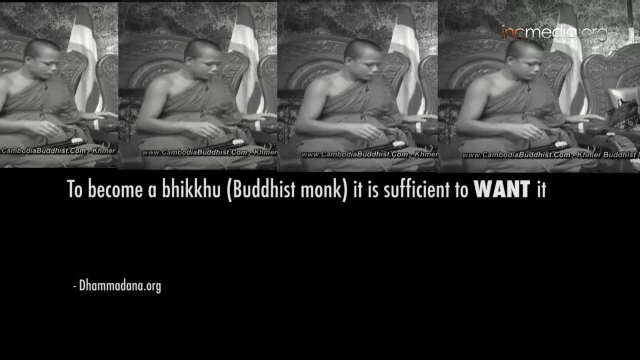 incmedia.org
www.CambodiaBuddhist.Com - Khmer
www.CambodiaBuddhist.Com - Khmer
www.CambodiaBuddhist.Com - Khmer
www.CambodiaBuddhist.Com - Khmer Buddhist M
To become a bhikkhu (Buddhist monk) it is sufficient to WANT it
- Dhammadana.org